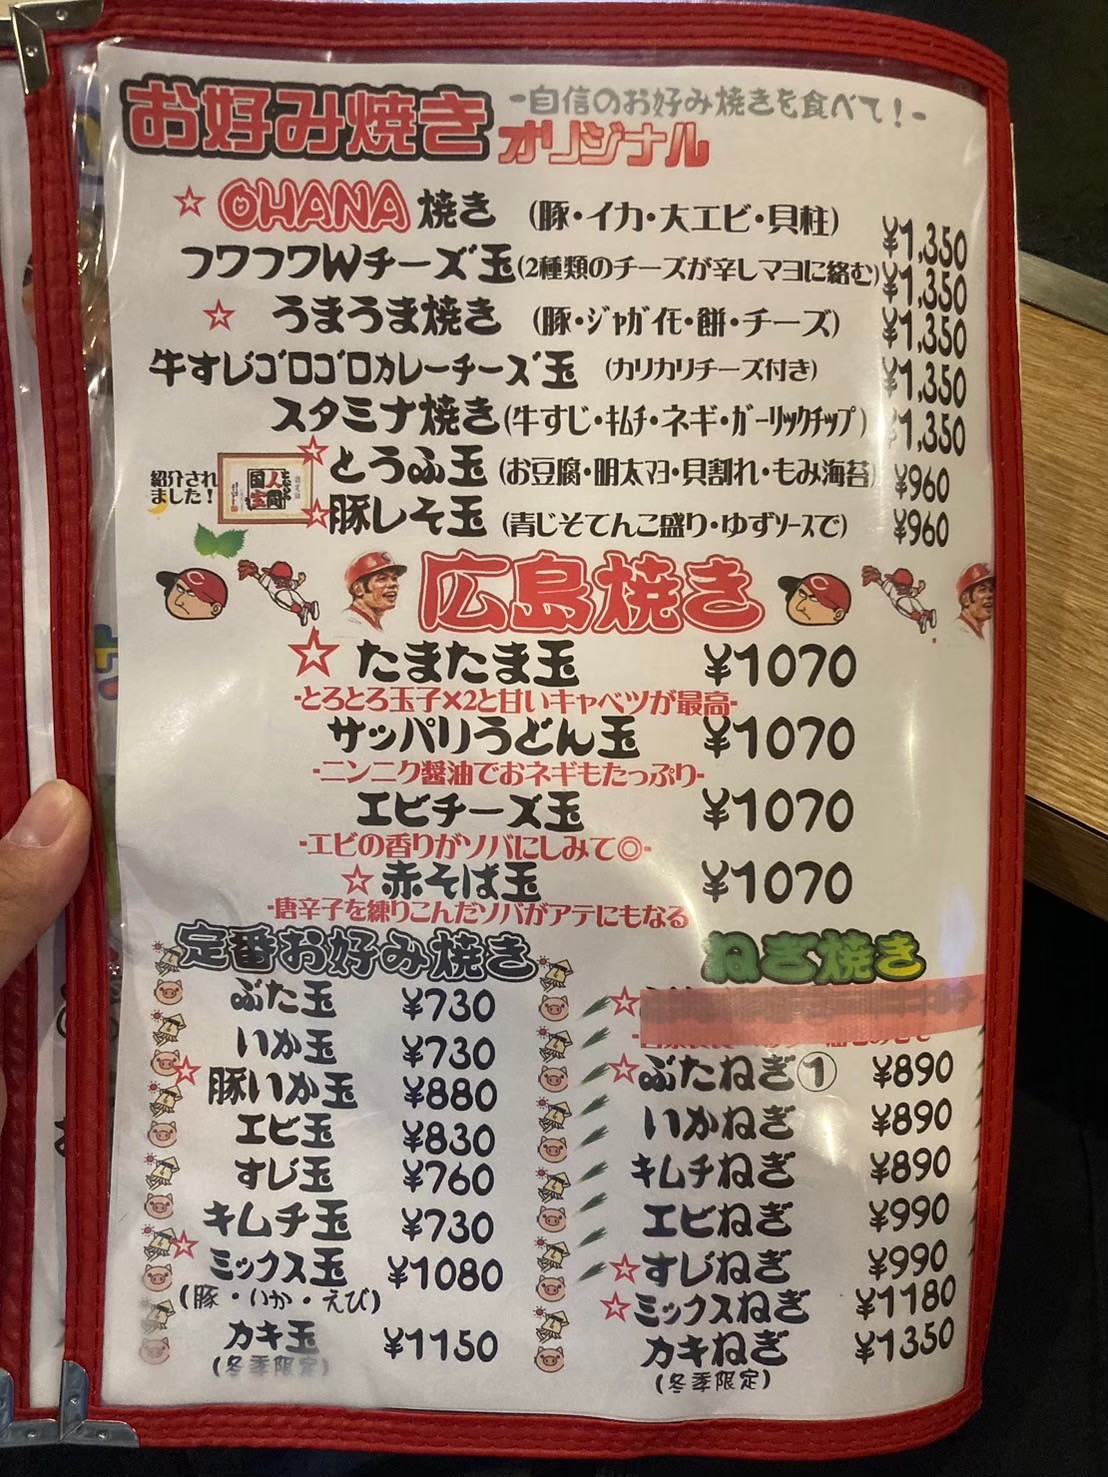 お好み焼き
-自信のお好み焼きを食べて!-
オリジナル
☆OHANA焼き (豚・イカ・大エビ・貝柱) ¥1,350
フワフワWチーズ玉(2種類のチーズが辛しマヨに絡む) ¥1,350
☆うまうま焼き (豚・ジャガイモ・餅・チーズ) ¥1,350
牛すじゴロゴロカレーチーズ玉 (カリカリチーズ付き) ¥1,350
スタミナ焼き(牛すじ・キムチ・ネギ・ガーリックチップ) ¥1,350
☆とうふ玉 (お豆腐・明太マヨ・貝割れ・もみ海苔) ¥960
紹介され
ました!
☆豚しそ玉 (青じそてんこ盛り・ゆずソースで) ¥960
広島焼き
☆たまたま玉 ¥1070
-とろとろ玉子×2と甘いキャベツが最高-
サッパリうどん玉 ¥1070
-ニンニク醤油でおネギもたっぷり-
エビチーズ玉 ¥1070
-エビの香りがソバにしみて◎-
☆赤そば玉 ¥1070
-唐辛子を練りこんだソバがアテにもなる
定番お好み焼き
ぶた玉 ¥730
いか玉 ¥730
☆豚いか玉 ¥880
エビ玉 ¥830
すじ玉 ¥760
キムチ玉 ¥730
☆ミックス玉 ¥1080
(豚・いか・えび)
カキ玉 ¥1150
(冬季限定)
ねぎ焼き
☆ぶたねぎ① ¥890
いかねぎ ¥890
キムチねぎ ¥890
エビねぎ ¥990
☆すじねぎ ¥990
☆ミックスねぎ ¥1180
カキねぎ ¥1350
(冬季限定)